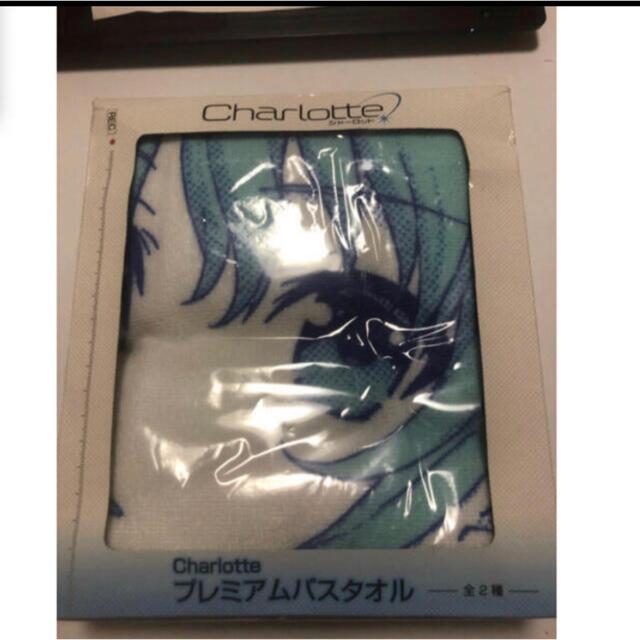 Charlotte
シャーロット
REC
Charlotte
プレミアムバスタオル
全2種